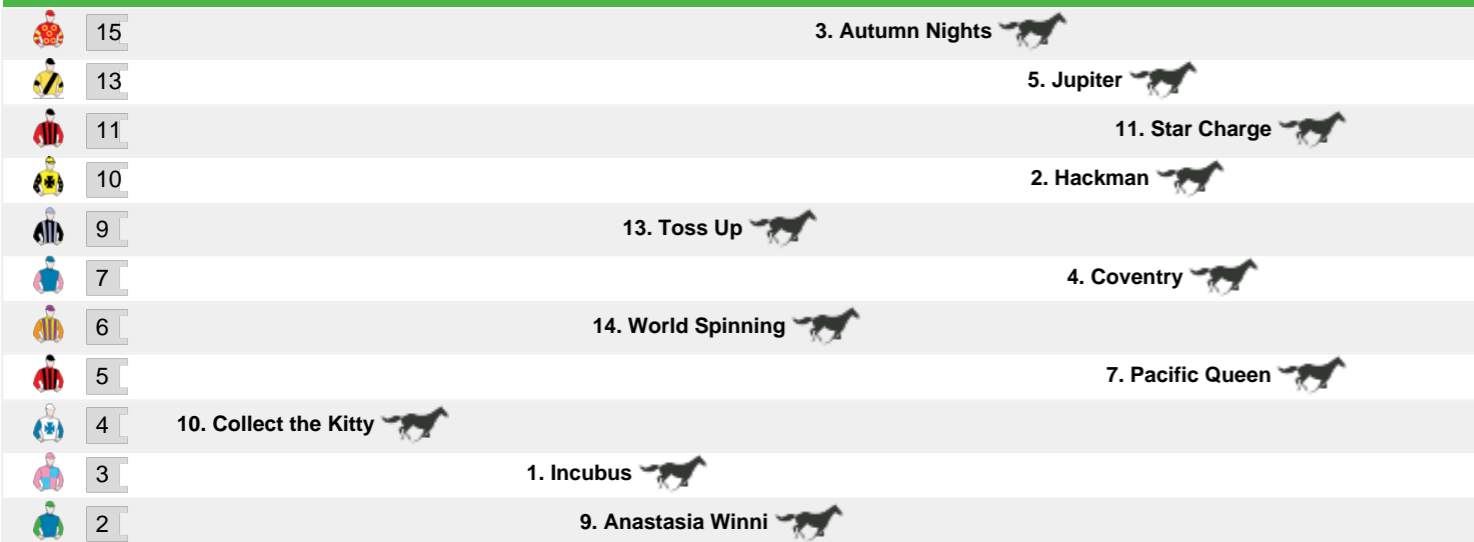 15 3. Autumn Nights
13 5. Jupiter
11 11. Star Charge
10 2. Hackman
9 13. Toss Up
7 4. Coventry
6 14. World Spinning
5 7. Pacific Queen
4 10. Collect the Kitty
3 1. Incubus
2 9. Anastasia Winni